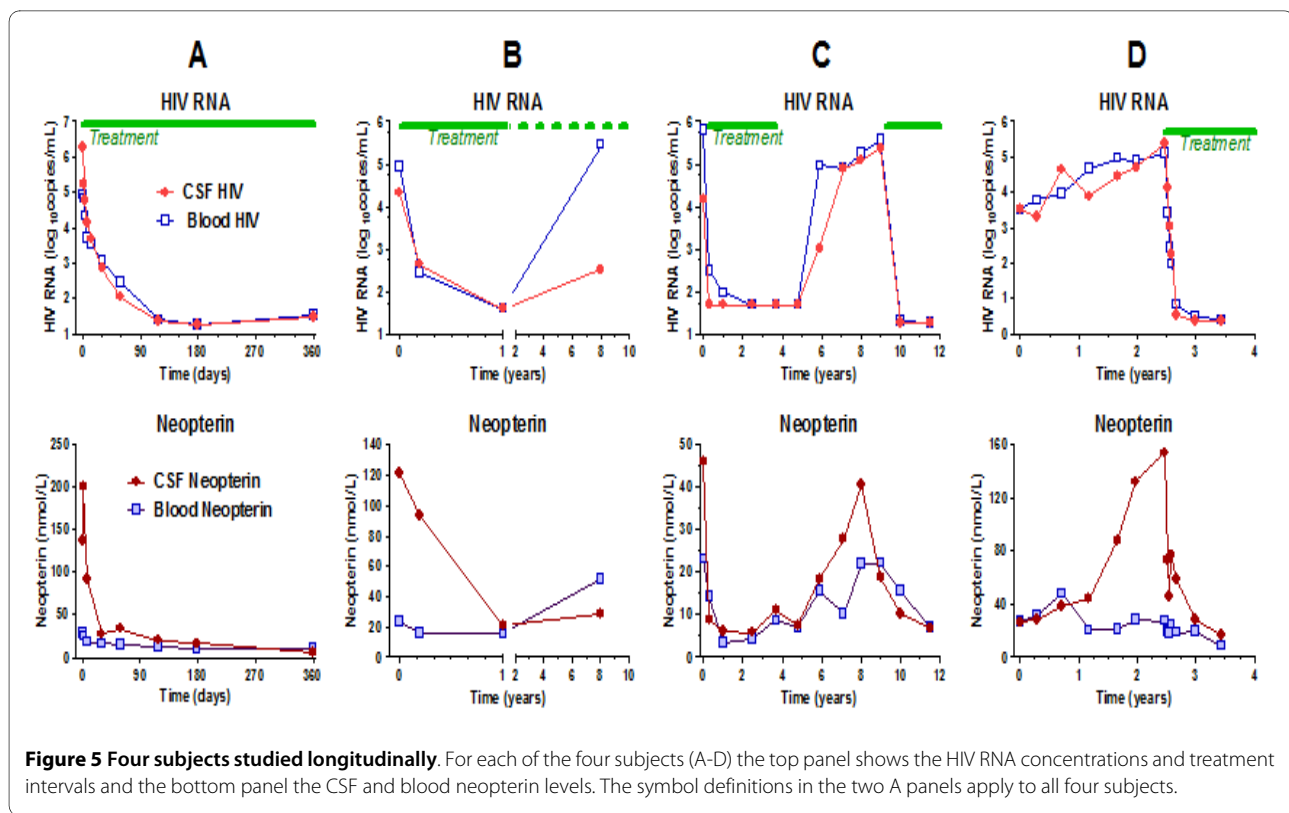 A
B
C
D
HIV RNA
HIV RNA
HIV RNA
HIV RNA
HIV RNA (log 10copies/mL)
7
6
5
4
3
2
1
Treatment
CSF HIV
Blood HIV
0
90
180
270
360
Time (days)
HIV RNA (log 10copies/mL)
6
5
4
3
2
1
Treatment
0
1
2
4
6
8
10
Time (years)
HIV RNA (log 10copies/mL)
6
5
4
3
2
1
Treatment
0
2
4
6
8
10
12
Time (years)
HIV RNA (log 10copies/mL)
6
5
4
3
2
1
0
Treatment
0
1
2
3
4
Time (years)
Neopterin
Neopterin
Neopterin
Neopterin
Neopterin (nmol/L)
250
200
150
100
50
0
CSF Neopterin
Blood Neopterin
0
90
180
270
360
Time (days)
Neopterin (nmol/L)
140
120
100
80
60
40
20
0
0
1
2
4
6
8
10
Time (years)
Neopterin (nmol/L)
50
40
30
20
10
0
0
2
4
6
8
10
12
Time (years)
Neopterin (nmol/L)
160
120
80
40
0
0
1
2
3
4
Time (years)
Figure 5 Four subjects studied longitudinally. For each of the four subjects (A-D) the top panel shows the HIV RNA concentrations and treatment
intervals and the bottom panel the CSF and blood neopterin levels. The symbol definitions in the two A panels apply to all four subjects.